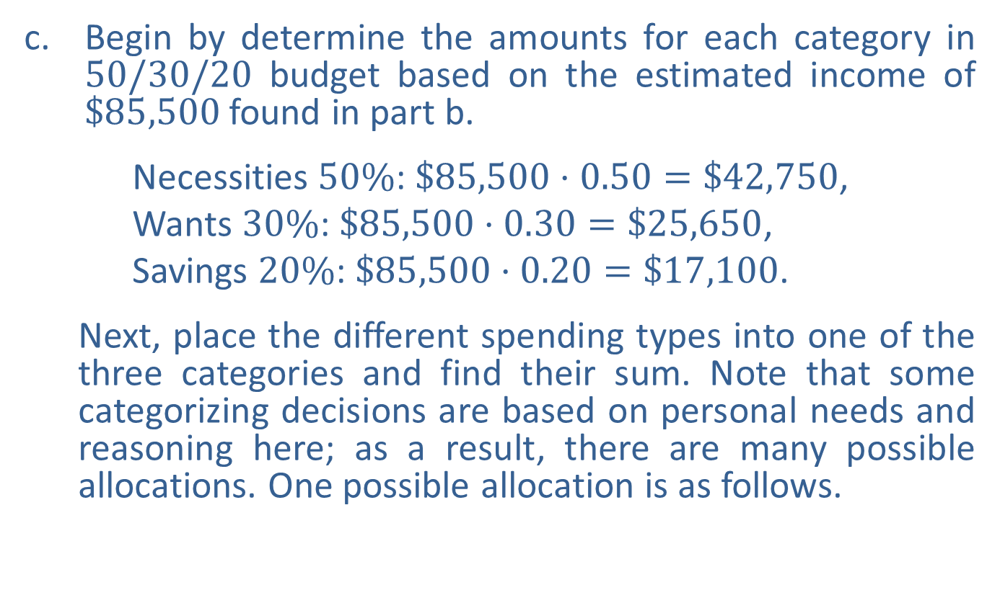 c. Begin by determine the amounts for each category in
50/30/20 budget based on the estimated income of
$85,500 found in part b.
Necessities 50%: $85,500 · 0.50 = $42,750,
Wants 30%: $85,500 · 0.30 = $25,650,
Savings 20%: $85,500 · 0.20 = $17,100.
Next, place the different spending types into one of the
three categories and find their sum. Note that some
categorizing decisions are based on personal needs and
reasoning here; as a result, there are many possible
allocations. One possible allocation is as follows.